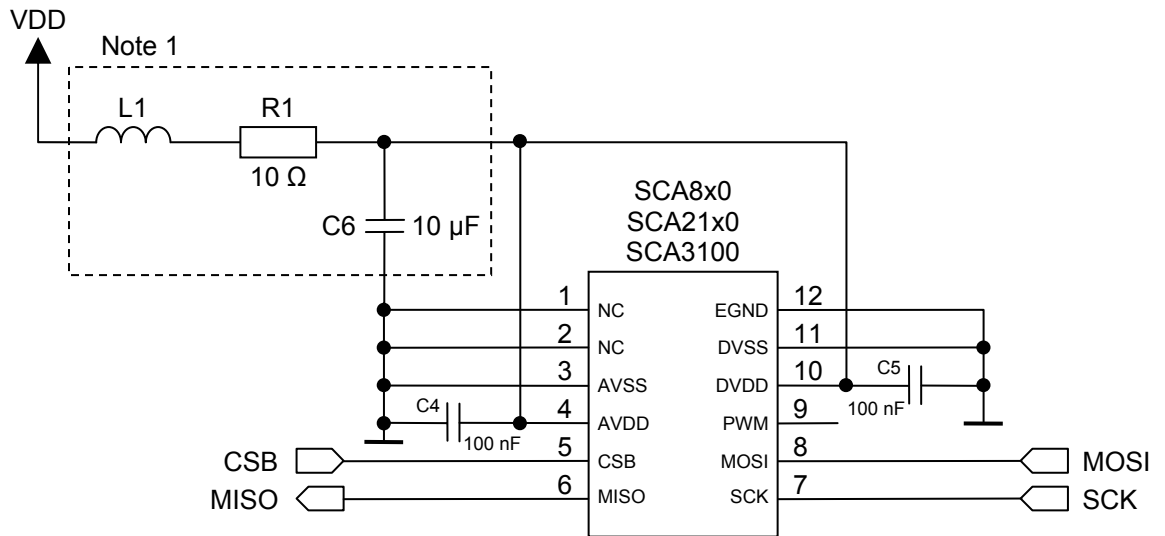 VDD
Note 1
L1
R1
10 Ω
C6
10 µF
SCA8x0
SCA21x0
SCA3100
1
NC
EGND
12
2
NC
DVSS
11
3
AVSS
DVDD
10
C5
100 nF
C4
100 nF
4
AVDD
PWM
9
CSB
5
CSB
MOSI
8
MOSI
MISO
6
MISO
SCK
7
SCK